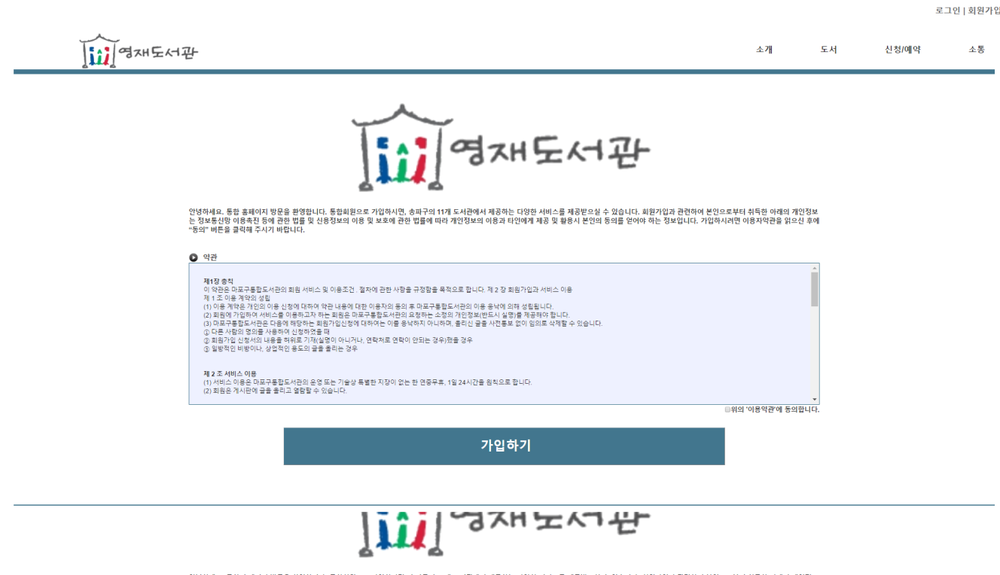 로그인 | 회원가입
영재도서관
소개 도서 신청/예약 소통
영재도서관
안녕하세요. 통합 홈페이지 방문을 환영합니다. 통합회원으로 가입하시면, 송파구의 11개 도서관에서 제공하는 다양한 서비스를 제공받으실 수 있습니다. 회원가입과 관련하여 본인으로부터 취득한 아래의 개인정보
는 정보통신망 이용촉진 등에 관한 법률 및 신용정보의 이용 및 보호에 관한 법률에 따라 개인정보의 이용과 타인에게 제공 및 활용시 본인의 동의를 얻어야 하는 정보입니다. 가입하시려면 이용자약관을 읽으신 후에
"동의" 버튼을 클릭해 주시기 바랍니다.
약관
제1장 총칙
이 약관은 마포구통합도서관의 회원 서비스 및 이용조건 , 절차에 관한 사항을 규정함을 목적으로 합니다. 제 2 장 회원가입과 서비스 이용
제 1 조 이용 계약의 성립
(1) 이용 계약은 개인의 이용 신청에 대하여 약관 내용에 대한 이용자의 동의 후 마포구통합도서관의 이용 승낙에 의해 성립됩니다.
(2) 회원에 가입하여 서비스를 이용하고자 하는 회원은 마포구통합도서관의 요청하는 소정의 개인정보(반드시 실명)를 제공해야 합니다.
(3) 마포구통합도서관은 다음에 해당하는 회원가입신청에 대하여는 이를 승낙하지 아니하며, 올리신 글을 사전통보 없이 임의로 삭제할 수 있습니다.
① 다른 사람의 명의를 사용하여 신청하였을 때
② 회원가입 신청서의 내용을 허위로 기재(실명이 아니거나, 연락처로 연락이 안되는 경우)했을 경우
③ 일방적인 비방이나, 상업적인 용도의 글을 올리는 경우
제 2 조 서비스 이용
(1) 서비스 이용은 마포구통합도서관의 운영 또는 기술상 특별한 지장이 없는 한 연중무휴, 1일 24시간을 원칙으로 합니다.
(2) 회원은 게시판에 글을 올리고 열람할 수 있습니다.
위의 '이용약관'에 동의합니다.
가입하기
영재도서관